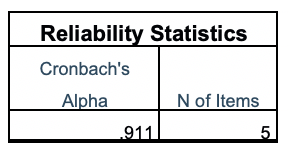 Reliability Statistics
Cronbach's
Alpha N of Items
.911 5